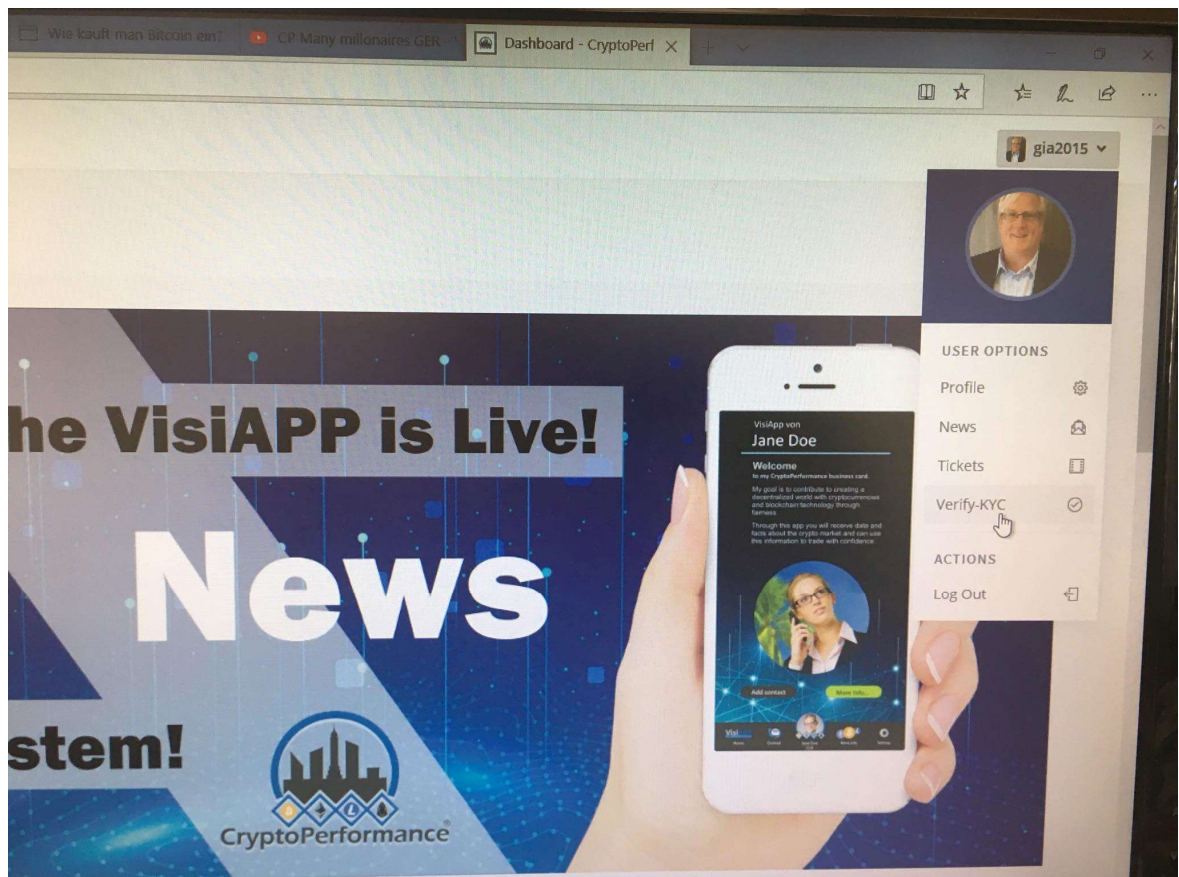 Wie kauft man Bitcoin ein?
CP Many millonaires GER
Dashboard - CryptoPerf
gia2015
USER OPTIONS
Profile
News
Tickets
Verify-KYC
ACTIONS
Log Out
he VisiAPP is Live!
News
stem!
CryptoPerformance
VisiApp von
Jane Doe
Welcome
to my CryptoPerformance business card.
My goal is to contribute to creating a
decentralized world with cryptocurrencies
and blockchain technology through
fairness.
Through this app you will receive data and
facts about the crypto market and can use
this information to trade with confidence.
Add contact
More Info...
Visi